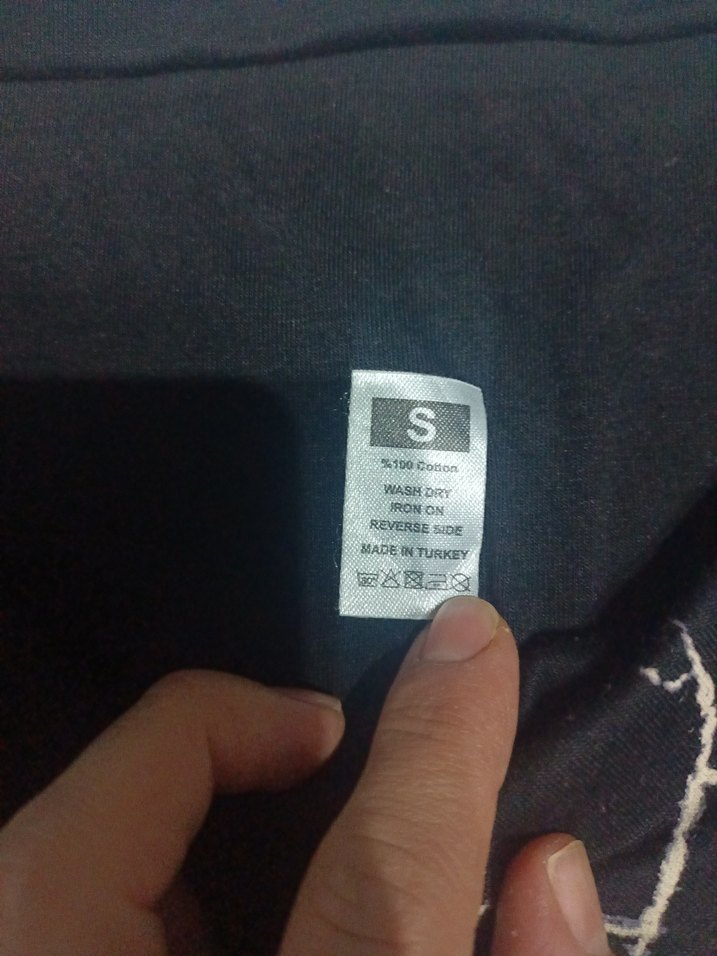 S
%100 Cotton
WASH DRY
IRON ON
REVERSE SIDE
MADE IN TURKEY